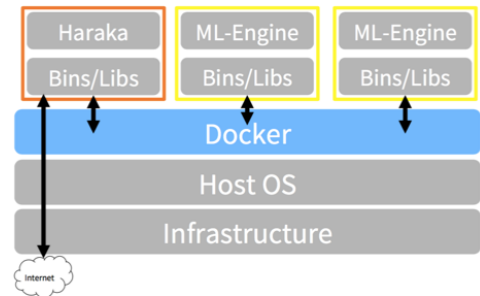 Haraka ML-Engine ML-Engine
Bins/Libs Bins/Libs Bins/Libs
Docker
Host OS
Infrastructure
Internet